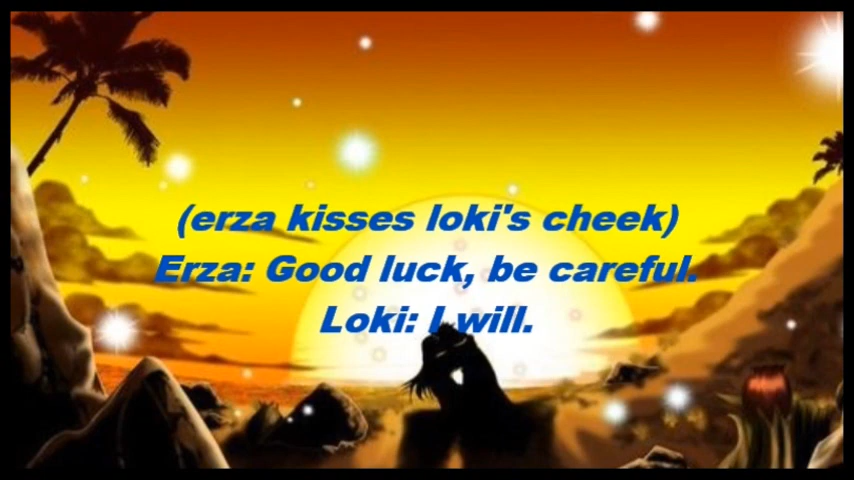 (erza kisses loki's cheek)
Erza: Good luck, be careful.
Loki: I will.